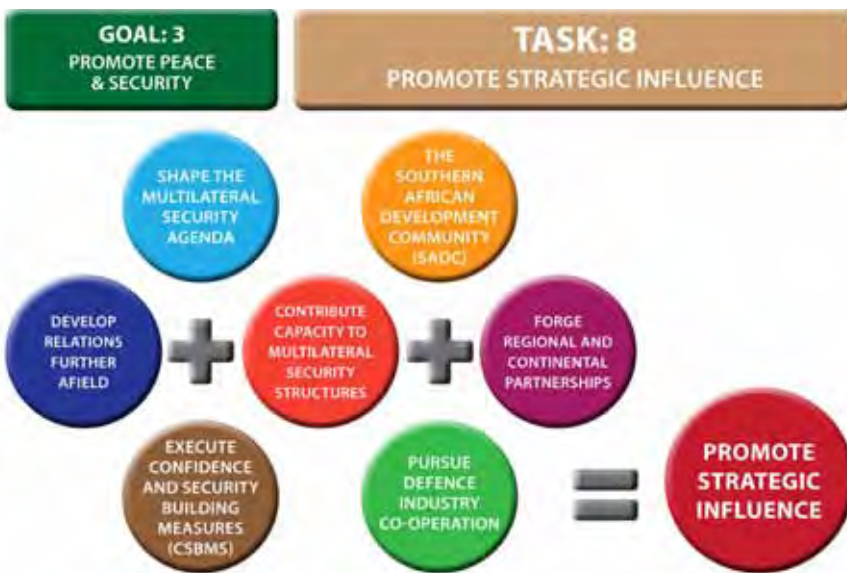 GOAL: 3
PROMOTE PEACE
& SECURITY
TASK: 8
PROMOTE STRATEGIC INFLUENCE
SHAPE THE
MULTILATERAL
SECURITY
AGENDA
THE
SOUTHERN
AFRICAN
DEVELOPMENT
COMMUNITY
(SADC)
DEVELOP
RELATIONS
FURTHER
AFIELD
CONTRIBUTE
CAPACITY TO
MULTILATERAL
SECURITY
STRUCTURES
FORGE
REGIONAL AND
CONTINENTAL
PARTNERSHIPS
EXECUTE
CONFIDENCE
AND SECURITY
BUILDING
MEASURES
(CSBMS)
PURSUE
DEFENCE
INDUSTRY
CO-OPERATION
PROMOTE
STRATEGIC
INFLUENCE